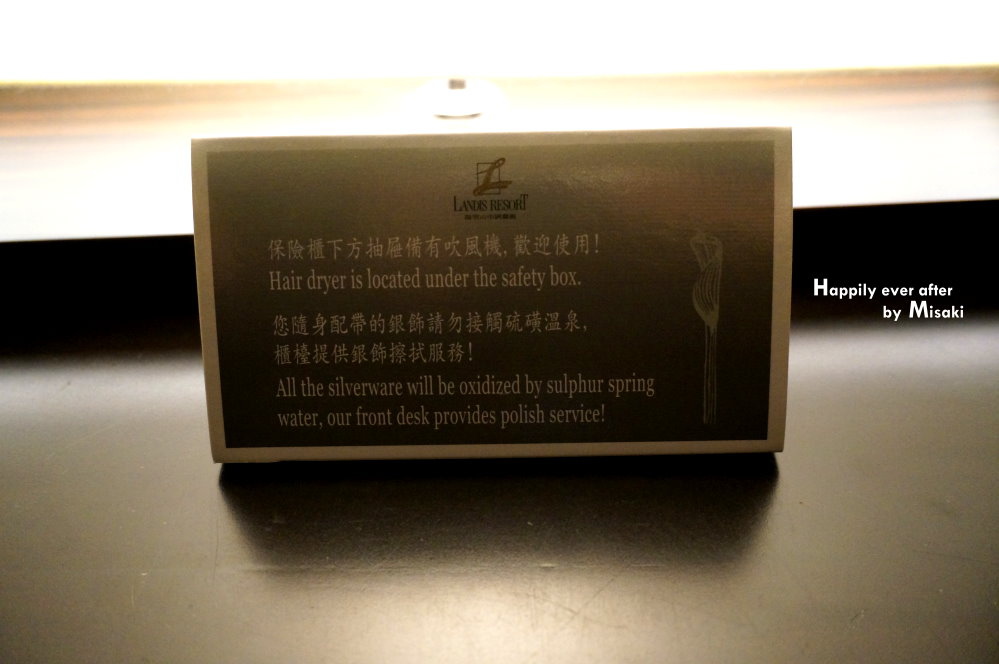 L
LANDIS RESORT
保險櫃下方抽屜備有吹風機,歡迎使用!
Hair dryer is located under the safety box.
您隨身配帶的銀飾請勿接觸硫磺溫泉,
櫃檯提供銀飾擦拭服務!
All the silverware will be oxidized by sulphur spring
water, our front desk provides polish service!
Happily ever after
by Misaki